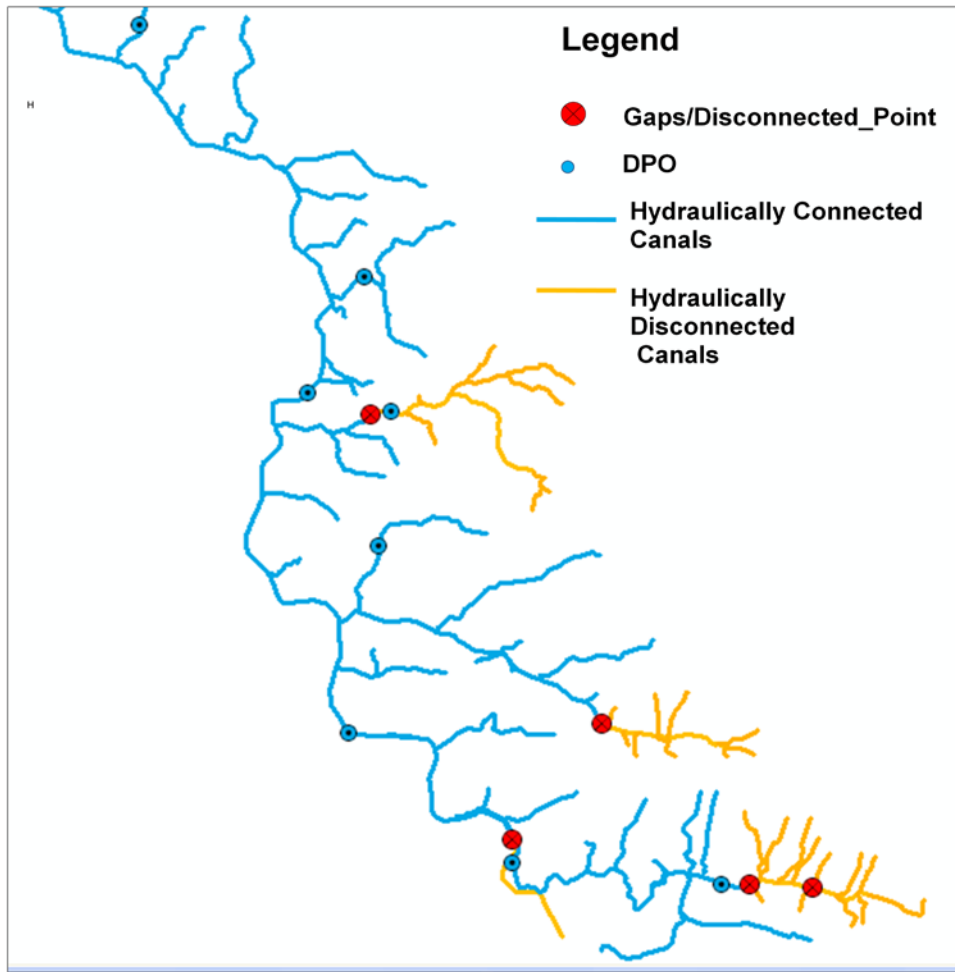 Legend
H
Gaps/Disconnected_Point
DPO
Hydraulically Connected
Canals
Hydraulically
Disconnected
Canals